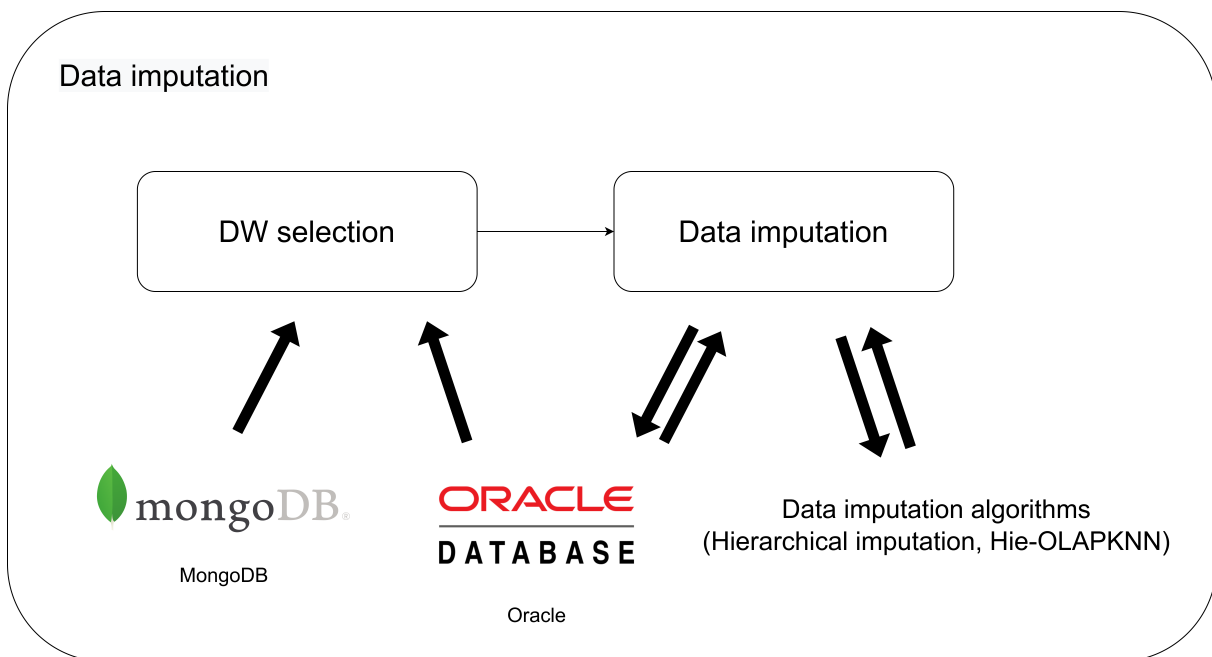 Data imputation
DW selection
Data imputation
mongoDB®
ORACLE
DATABASE
MongoDB
Oracle
Data imputation algorithms
(Hierarchical imputation, Hie-OLAPKNN)